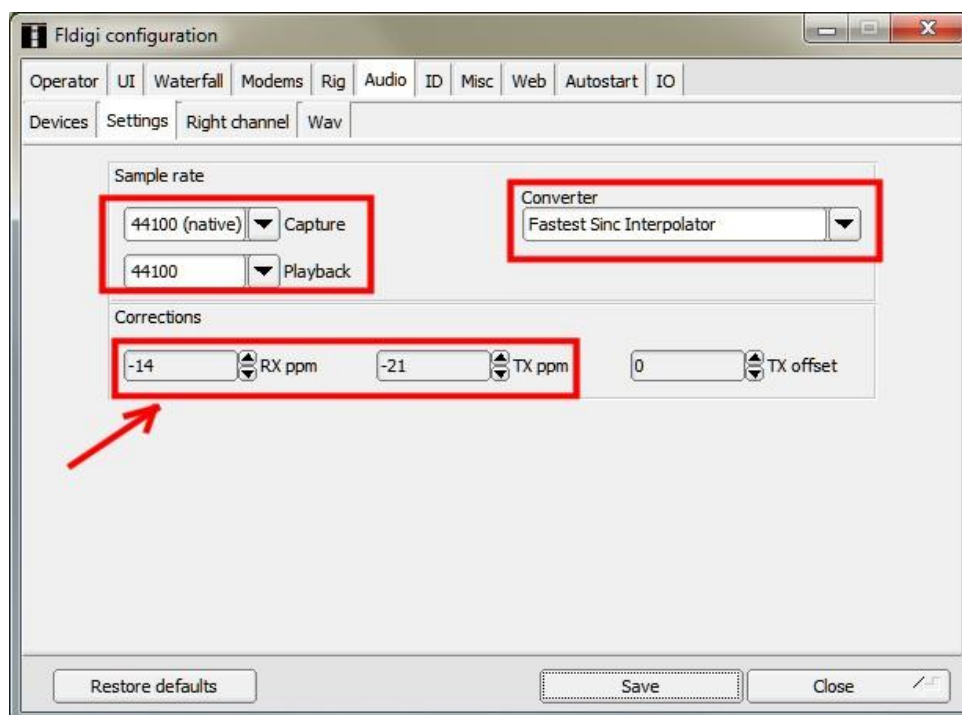 Fldigi configuration
Operator UI Waterfall Modems Rig Audio ID Misc Web Autostart IO
Devices Settings Right channel Wav
Sample rate
Converter
44100 (native) Capture
Fastest Sinc Interpolator
44100 Playback
Corrections
-14 RX ppm -21 TX ppm 0 TX offset
Restore defaults Save Close